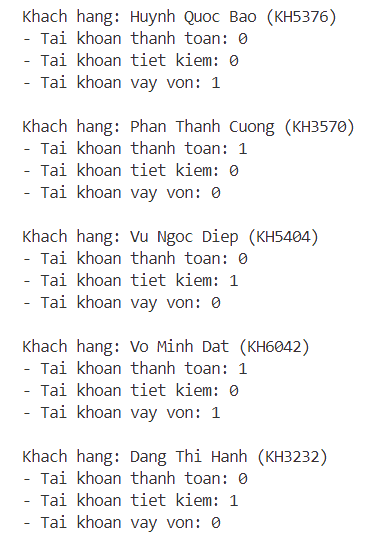 Khach hang: Huynh Quoc Bao (KH5376)
- Tai khoan thanh toan: 0
- Tai khoan tiet kiem: 0
- Tai khoan vay von: 1
Khach hang: Phan Thanh Cuong (KH3570)
- Tai khoan thanh toan: 1
- Tai khoan tiet kiem: 0
- Tai khoan vay von: 0
Khach hang: Vu Ngoc Diep (KH5404)
- Tai khoan thanh toan: 0
- Tai khoan tiet kiem: 1
- Tai khoan vay von: 0
Khach hang: Vo Minh Dat (KH6042)
- Tai khoan thanh toan: 1
- Tai khoan tiet kiem: 0
- Tai khoan vay von: 1
Khach hang: Dang Thi Hanh (KH3232)
- Tai khoan thanh toan: 0
- Tai khoan tiet kiem: 1
- Tai khoan vay von: 0